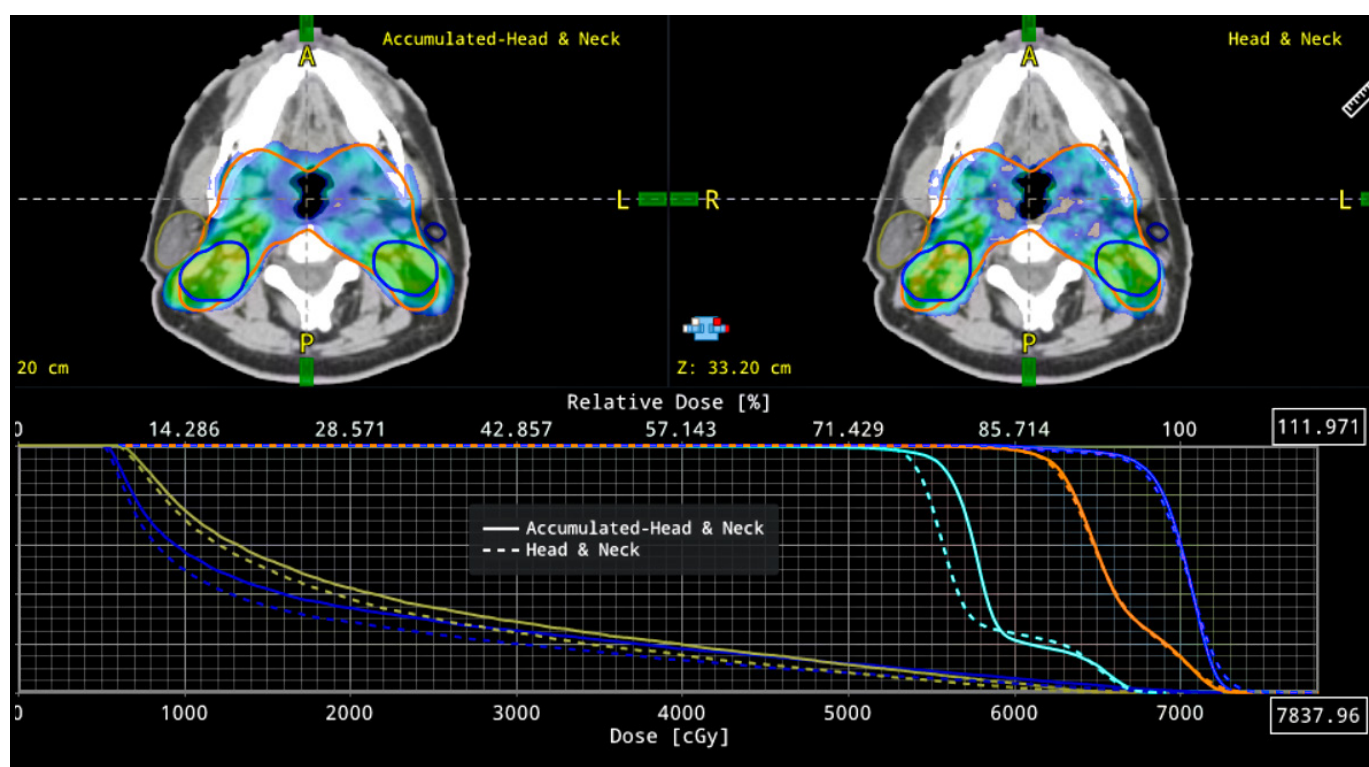 Accumulated-Head & Neck
A
L
P
20 cm
Head & Neck
A
R
L
P
Z: 33.20 cm
Relative Dose [%]
0 14.286 28.571 42.857 57.143 71.429 85.714 100 111.971
Accumulated-Head & Neck
Head & Neck
0 1000 2000 3000 4000 5000 6000 7000 7837.96
Dose [cGy]